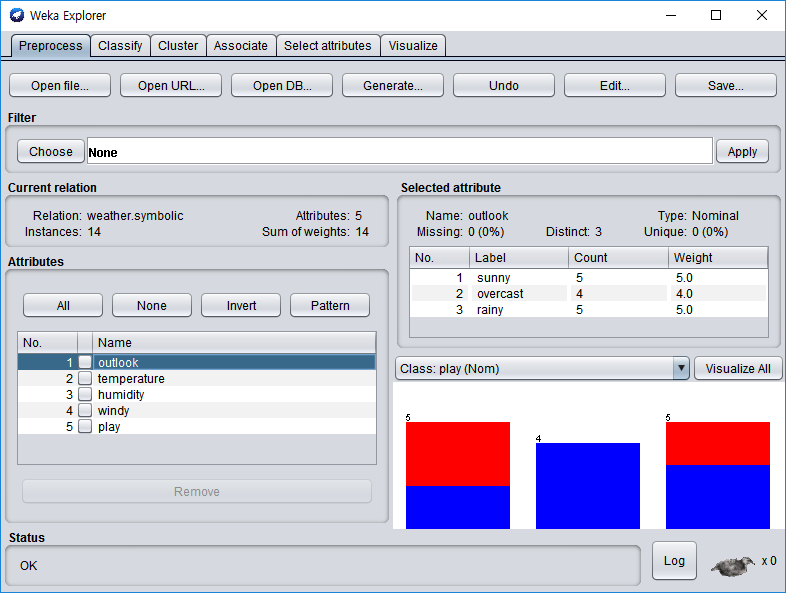 Weka Explorer
Preprocess Classify Cluster Associate Select attributes Visualize
Open file... Open URL... Open DB... Generate... Undo Edit... Save...
Filter
Choose None Apply
Current relation
Relation: weather.symbolic Attributes: 5
Instances: 14 Sum of weights: 14
Attributes
All None Invert Pattern
No. Name
1 outlook
2 temperature
3 humidity
4 windy
5 play
Remove
Selected attribute
Name: outlook Type: Nominal
Missing: 0 (0%) Distinct: 3 Unique: 0 (0%)
No. Label Count Weight
1 sunny 5 5.0
2 overcast 4 4.0
3 rainy 5 5.0
Class: play (Nom) Visualize All
5 4 5
Status
OK Log x 0